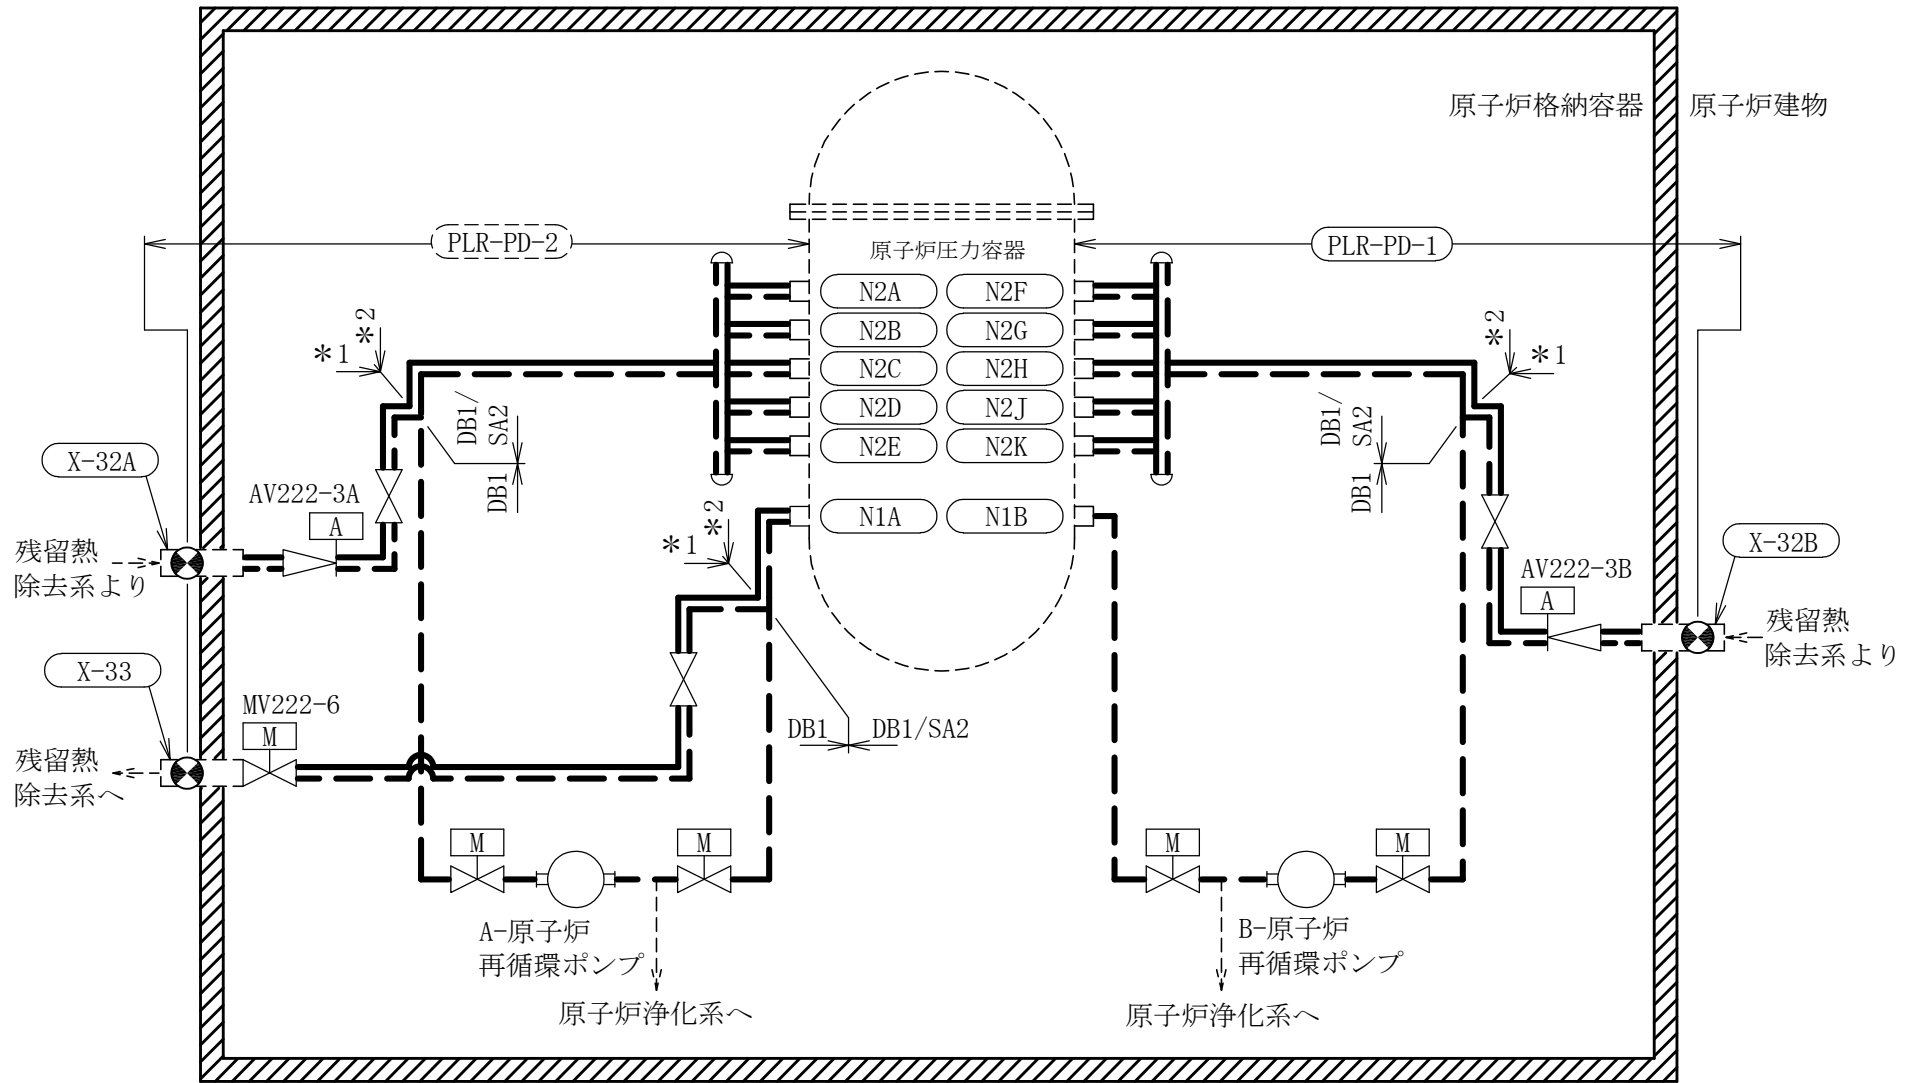 原子炉格納容器
原子炉建物
PLR-PD-2
PLR-PD-1
原子炉圧力容器
N2A
N2F
N2B
N2G
N2C
N2H
N2D
N2J
N2E
N2K
N1A
N1B
*1
*2
DB1/
SA2
DB1
*2
*1
DB1/
SA2
DB1
X-32A
AV222-3A
A
残留熱
除去系より
*1
*2
X-32B
AV222-3B
A
残留熱
除去系より
X-33
MV222-6
M
残留熱
除去系へ
DB1
DB1/SA2
M
M
M
M
A-原子炉
再循環ポンプ
B-原子炉
再循環ポンプ
原子炉浄化系へ
原子炉浄化系へ